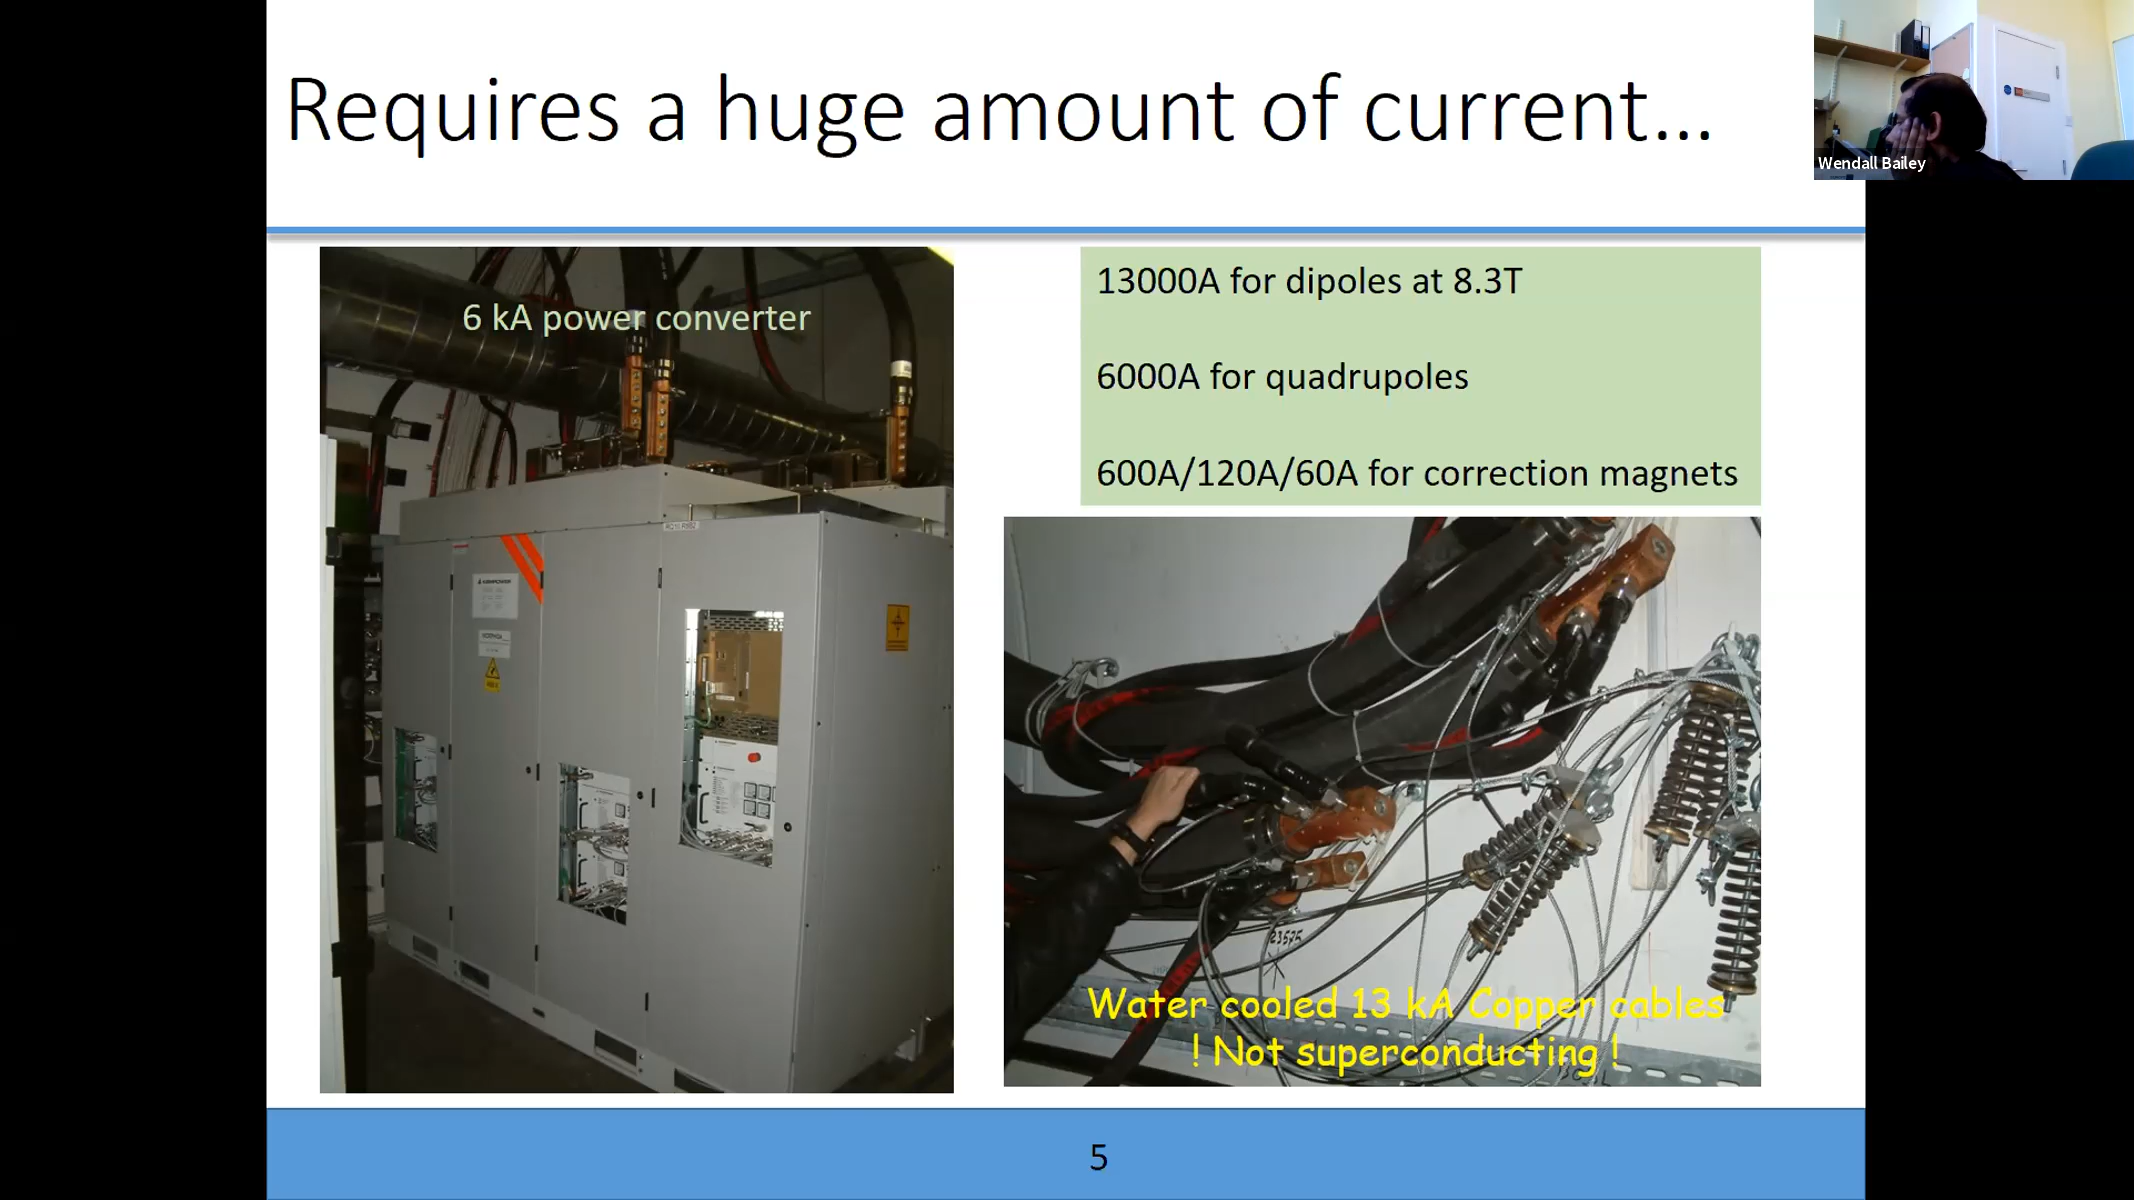 Requires a huge amount of current...
Wendall Bailey
6 kA power converter
13000A for dipoles at 8.3T
6000A for quadrupoles
600A/120A/60A for correction magnets
23575
Water cooled 13 kA Copper cables
! Not superconducting !
5